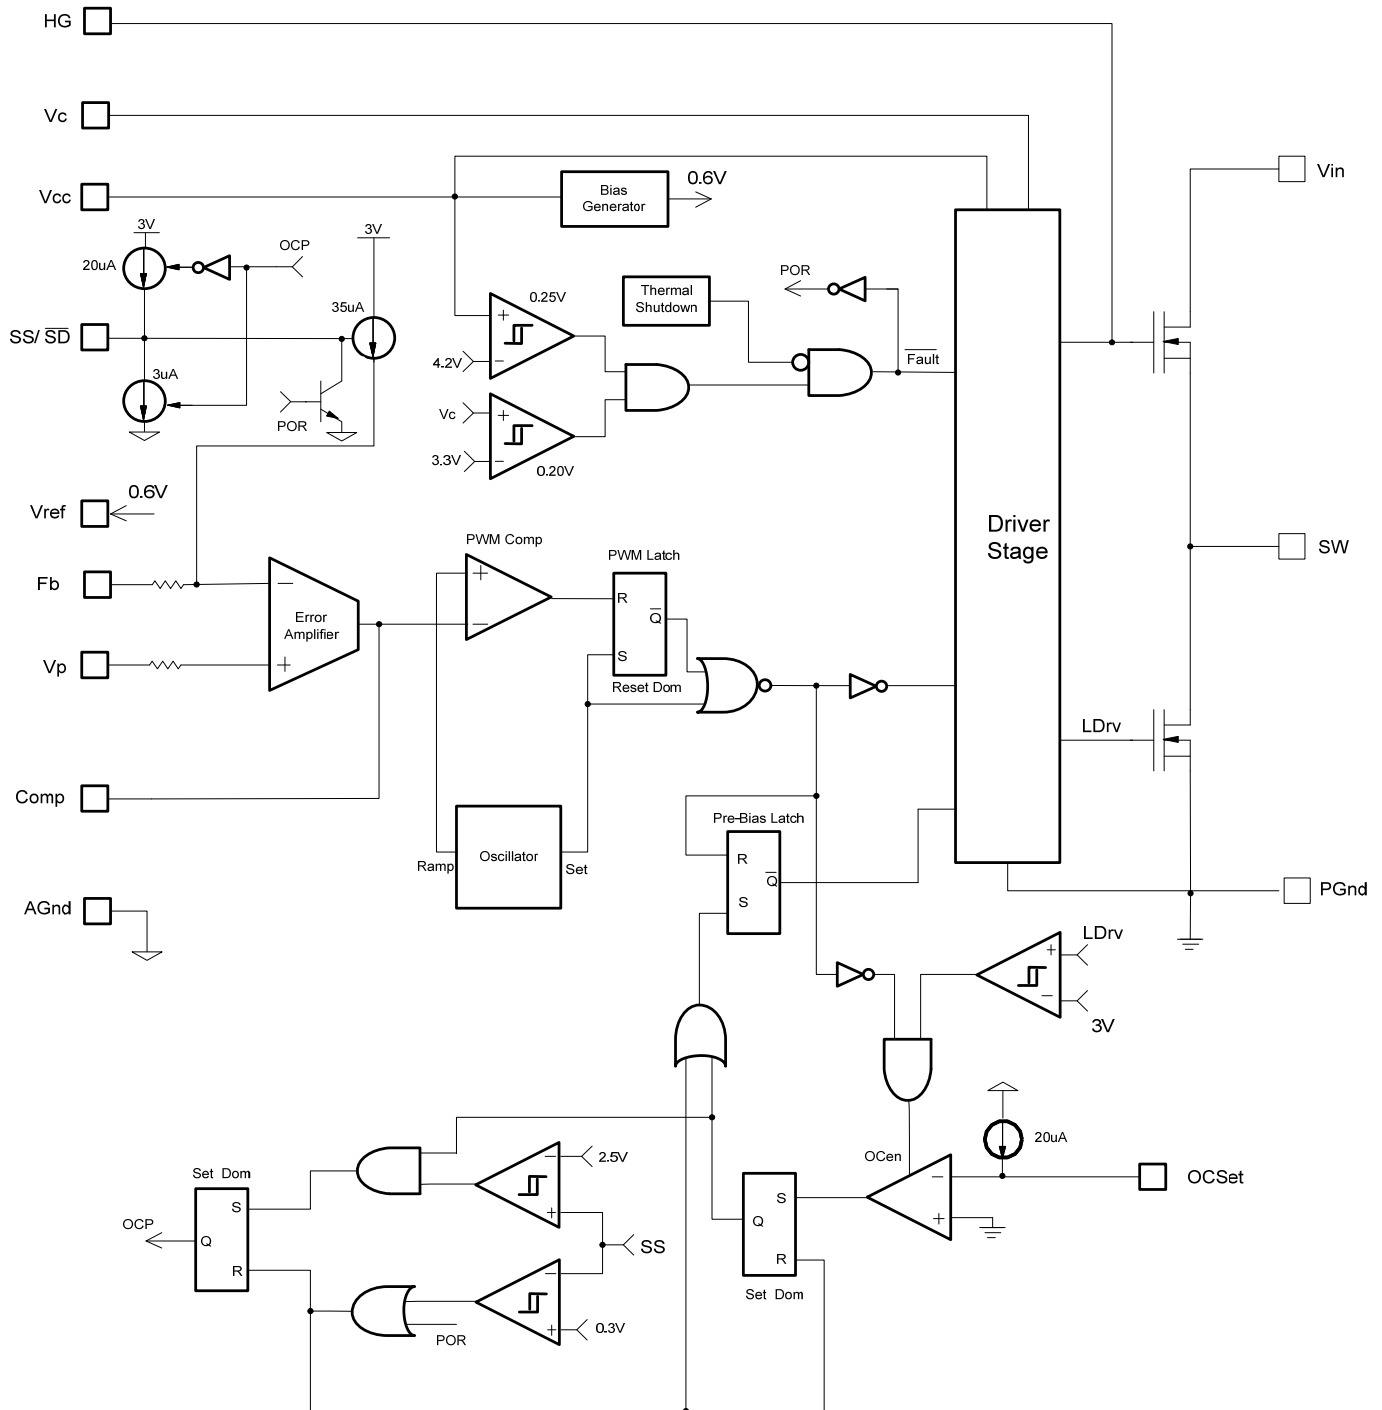 HG
Vc
Vcc
Bias
Generator
0.6V
Vin
3V
3V
20uA
OCP
35uA
SS/ SD
3uA
POR
0.25V
4.2V
Vc
3.3V
0.20V
Thermal
Shutdown
POR
Fault
Driver
Stage
0.6V
Vref
Fb
Vp
Error
Amplifier
PWM Comp
PWM Latch
R
Q
S
Reset Dom
SW
LDrv
Comp
Ramp
Oscillator
Set
Pre-Bias Latch
R
Q
S
AGnd
PGnd
LDrv
3V
20uA
OCen
OCSet
Set Dom
S
Q
R
OCP
2.5V
SS
0.3V
POR
S
Q
R
Set Dom